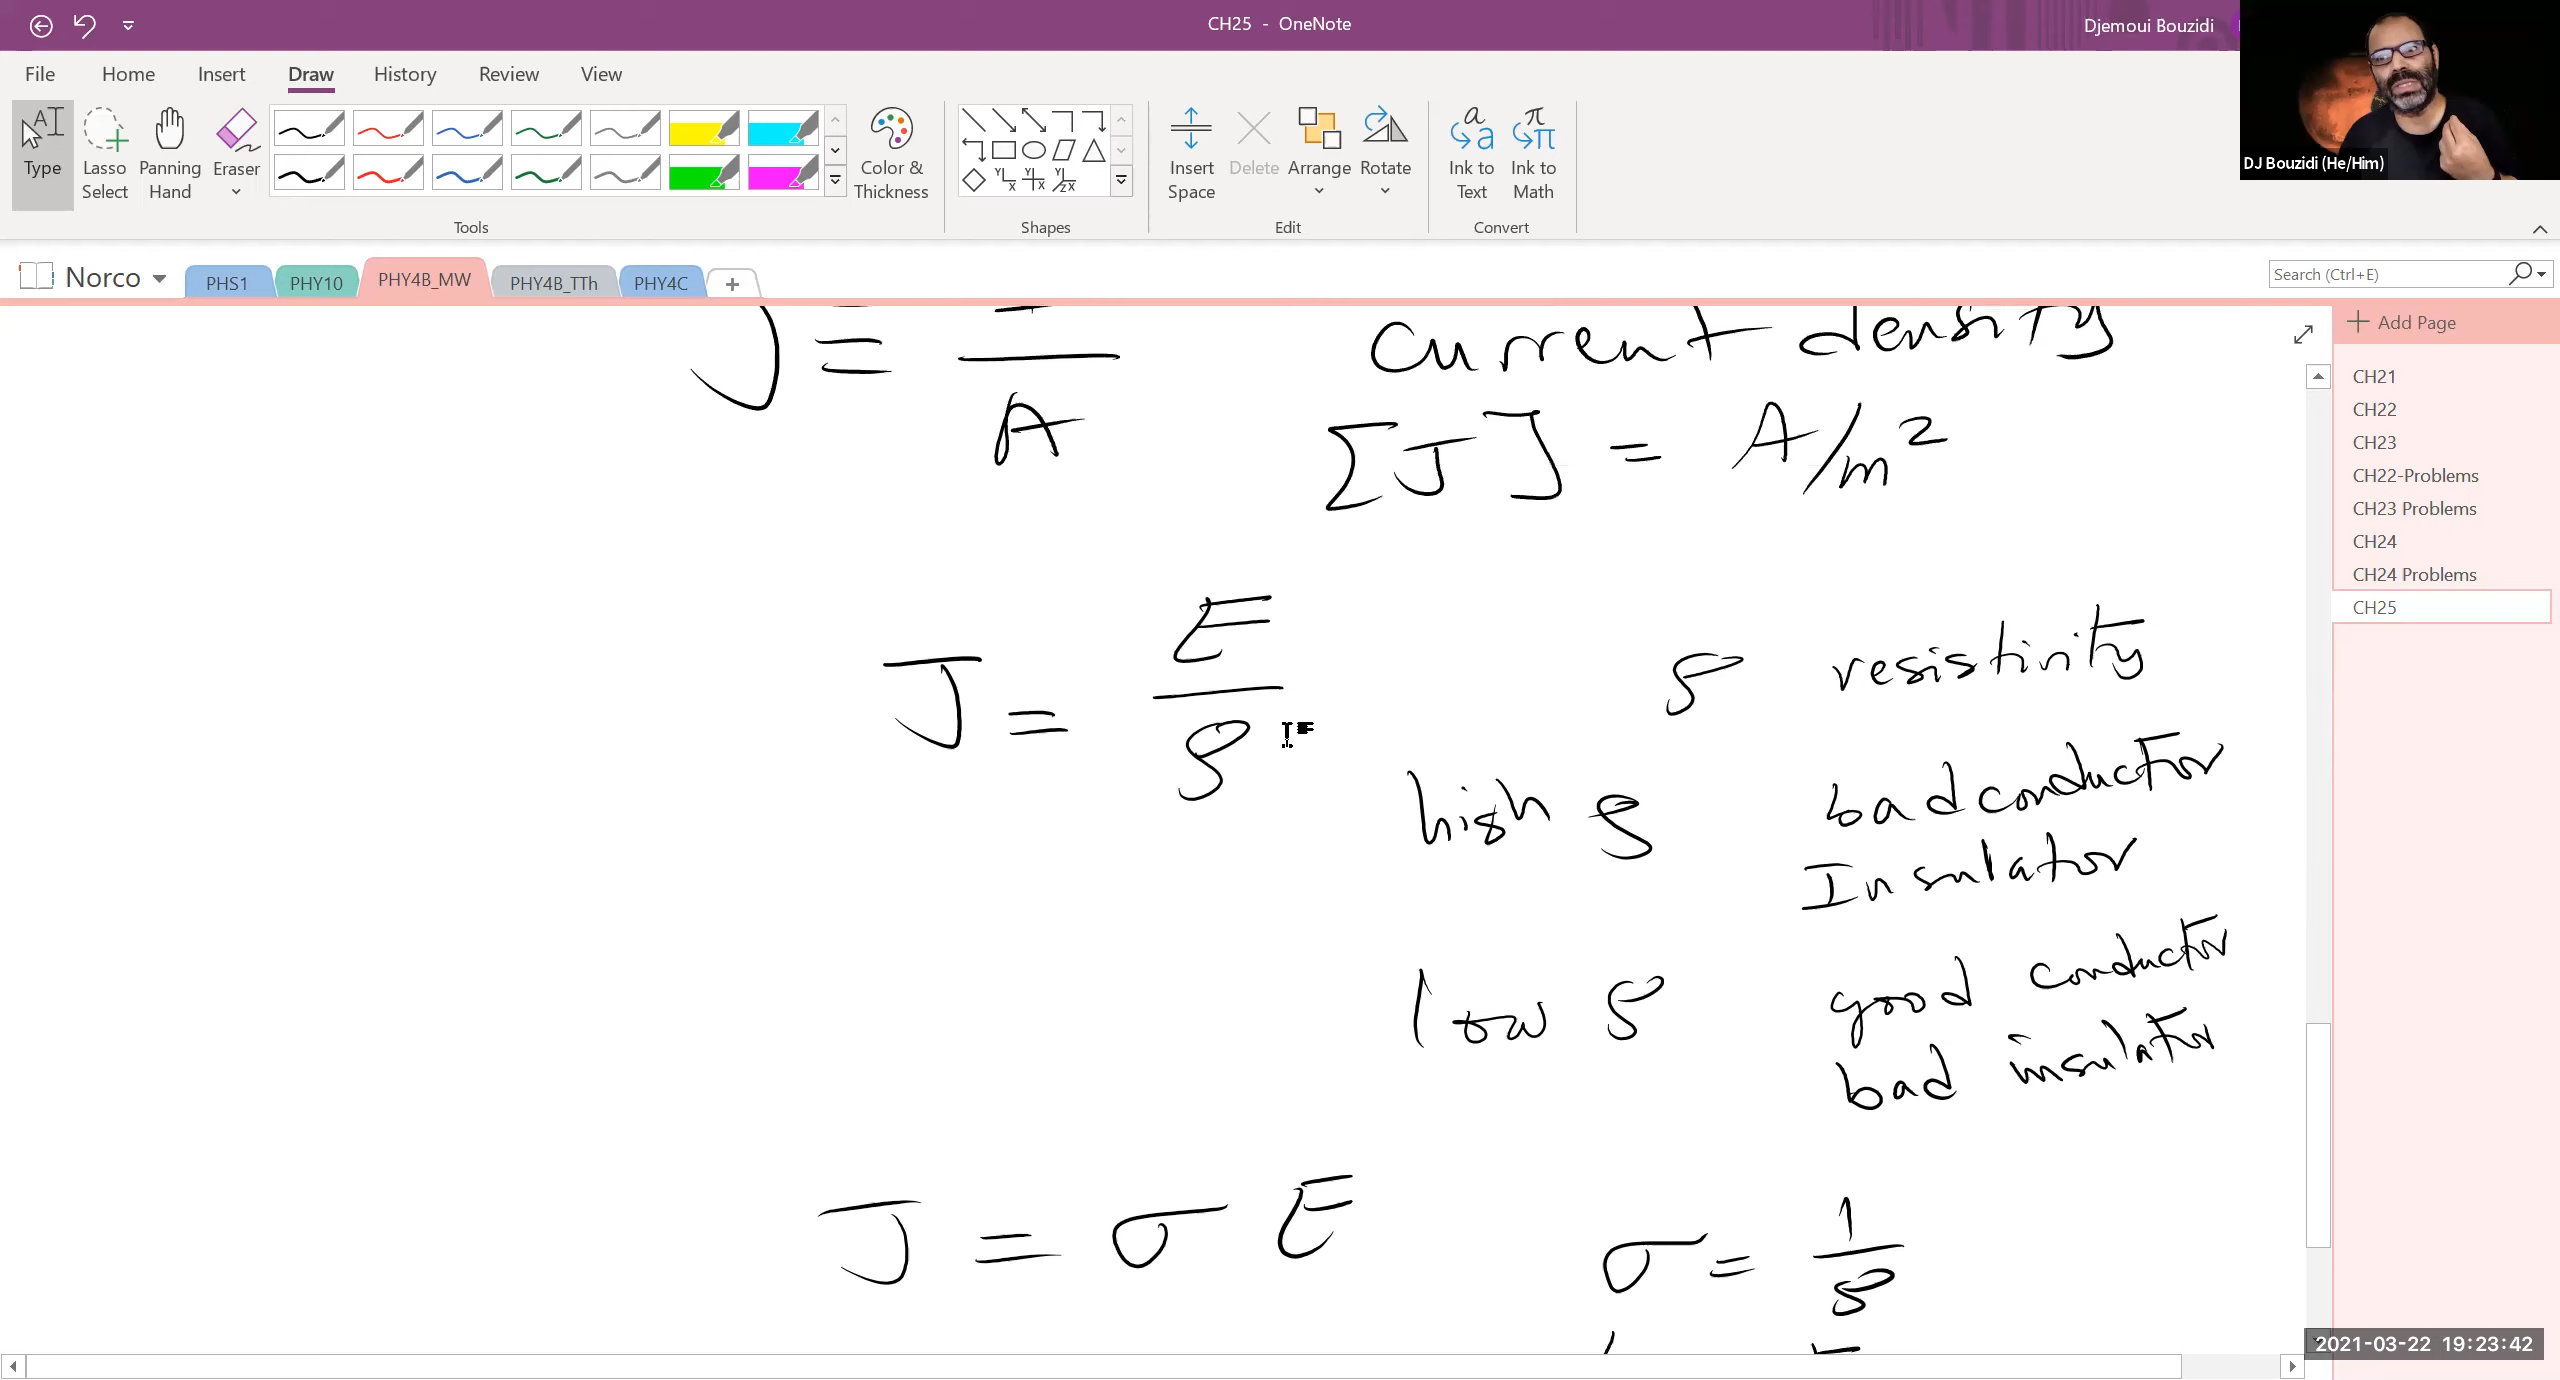 CH25 - OneNote
Djemoui Bouzidi
File Home Insert Draw History Review View
Type
Lasso Select
Panning Hand
Eraser
Color & Thickness
Insert Space
Delete
Arrange
Rotate
Ink to Text
Ink to Math
Tools
Shapes
Edit
Convert
DJ Bouzidi (He/Him)
Norco
PHS1
PHY10
PHY4B_MW
PHY4B_TTh
PHY4C
Search (Ctrl+E)
Add Page
CH21
CH22
CH23
CH22-Problems
CH23 Problems
CH24
CH24 Problems
CH25
J = I/A current density
[J] = A/m²
J = E/ρ
ρ resistivity
high ρ bad conductor
Insulator
low ρ good conductor
bad insulator
J = σ E
σ = 1/ρ
2021-03-22 19:23:42